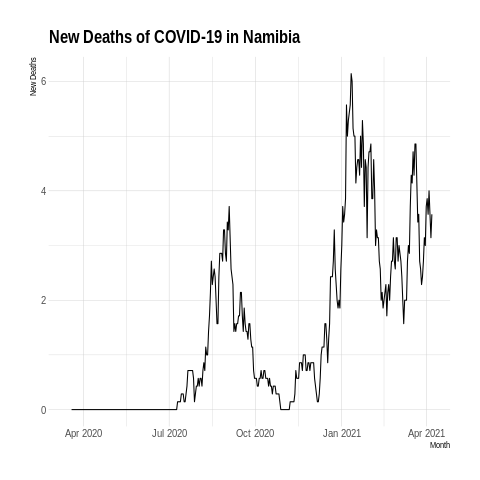 New Deaths of COVID-19 in Namibia
New Deaths
6
4
2
0
Apr 2020 Jul 2020 Oct 2020 Jan 2021 Apr 2021
Month